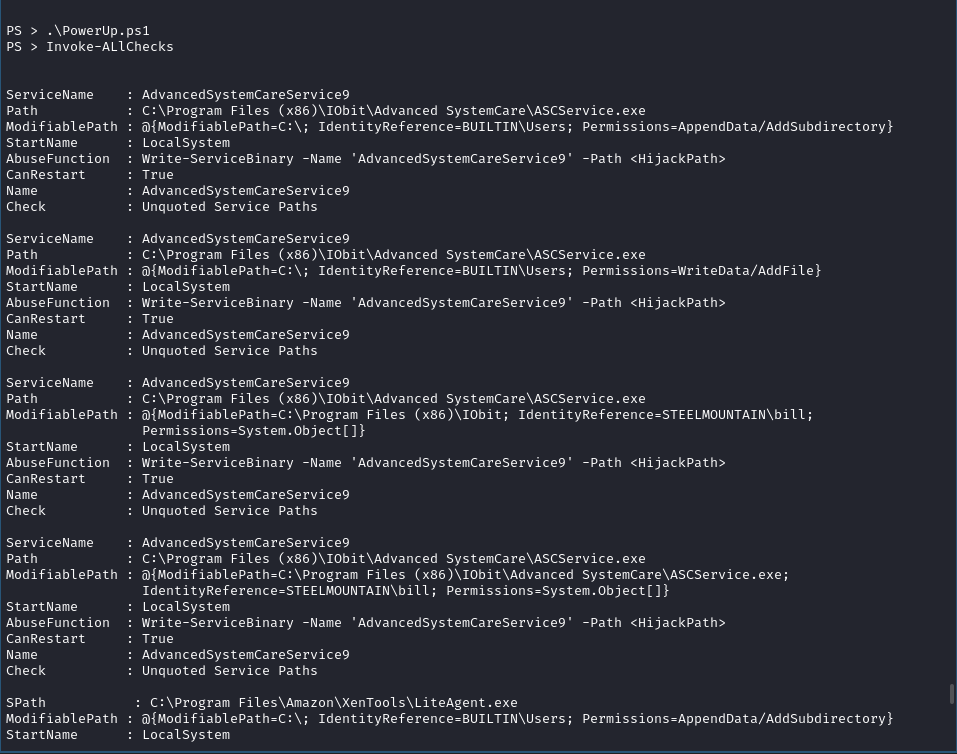 PS > .\PowerUp.ps1
PS > Invoke-ALlChecks
ServiceName    : AdvancedSystemCareService9
Path           : C:\Program Files (x86)\IObit\Advanced SystemCare\ASCService.exe
ModifiablePath : @{ModifiablePath=C:\; IdentityReference=BUILTIN\Users; Permissions=AppendData/AddSubdirectory}
StartName      : LocalSystem
AbuseFunction  : Write-ServiceBinary -Name 'AdvancedSystemCareService9' -Path <HijackPath>
CanRestart     : True
Name           : AdvancedSystemCareService9
Check          : Unquoted Service Paths
ServiceName    : AdvancedSystemCareService9
Path           : C:\Program Files (x86)\IObit\Advanced SystemCare\ASCService.exe
ModifiablePath : @{ModifiablePath=C:\; IdentityReference=BUILTIN\Users; Permissions=WriteData/AddFile}
StartName      : LocalSystem
AbuseFunction  : Write-ServiceBinary -Name 'AdvancedSystemCareService9' -Path <HijackPath>
CanRestart     : True
Name           : AdvancedSystemCareService9
Check          : Unquoted Service Paths
ServiceName    : AdvancedSystemCareService9
Path           : C:\Program Files (x86)\IObit\Advanced SystemCare\ASCService.exe
ModifiablePath : @{ModifiablePath=C:\Program Files (x86)\IObit; IdentityReference=STEELMOUNTAIN\bill;
                 Permissions=System.Object[]}
StartName      : LocalSystem
AbuseFunction  : Write-ServiceBinary -Name 'AdvancedSystemCareService9' -Path <HijackPath>
CanRestart     : True
Name           : AdvancedSystemCareService9
Check          : Unquoted Service Paths
ServiceName    : AdvancedSystemCareService9
Path           : C:\Program Files (x86)\IObit\Advanced SystemCare\ASCService.exe
ModifiablePath : @{ModifiablePath=C:\Program Files (x86)\IObit\Advanced SystemCare\ASCService.exe;
                 IdentityReference=STEELMOUNTAIN\bill; Permissions=System.Object[]}
StartName      : LocalSystem
AbuseFunction  : Write-ServiceBinary -Name 'AdvancedSystemCareService9' -Path <HijackPath>
CanRestart     : True
Name           : AdvancedSystemCareService9
Check          : Unquoted Service Paths
SPath           : C:\Program Files\Amazon\XenTools\LiteAgent.exe
ModifiablePath : @{ModifiablePath=C:\; IdentityReference=BUILTIN\Users; Permissions=AppendData/AddSubdirectory}
StartName      : LocalSystem